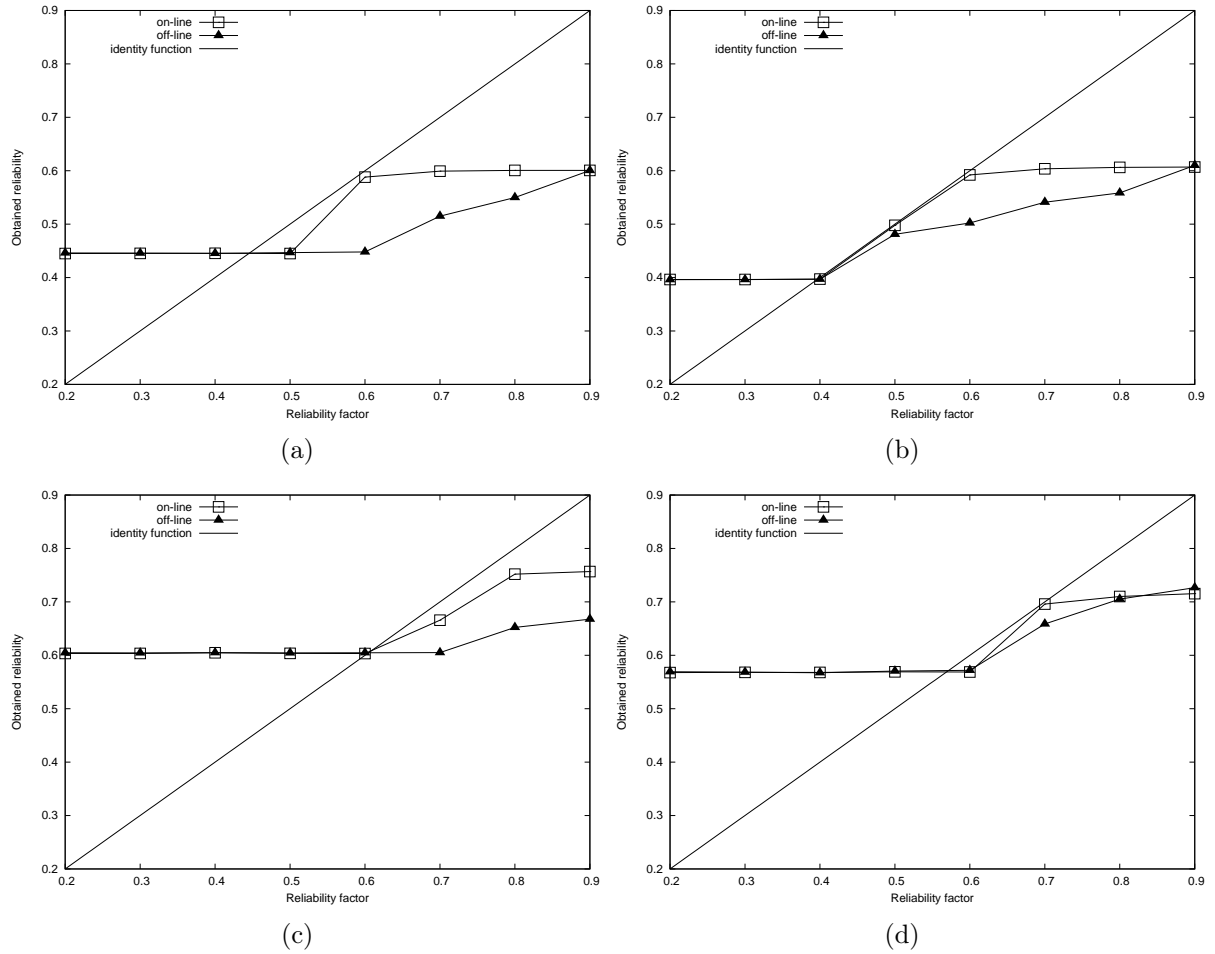 0.9
0.8
0.7
0.6
0.5
0.4
0.3
0.2
0.2 0.3 0.4 0.5 0.6 0.7 0.8 0.9
Obtained reliability
Reliability factor
on-line
off-line
identity function
(a)
0.9
0.8
0.7
0.6
0.5
0.4
0.3
0.2
0.2 0.3 0.4 0.5 0.6 0.7 0.8 0.9
Obtained reliability
Reliability factor
on-line
off-line
identity function
(b)
0.9
0.8
0.7
0.6
0.5
0.4
0.3
0.2
0.2 0.3 0.4 0.5 0.6 0.7 0.8 0.9
Obtained reliability
Reliability factor
on-line
off-line
identity function
(c)
0.9
0.8
0.7
0.6
0.5
0.4
0.3
0.2
0.2 0.3 0.4 0.5 0.6 0.7 0.8 0.9
Obtained reliability
Reliability factor
on-line
off-line
identity function
(d)